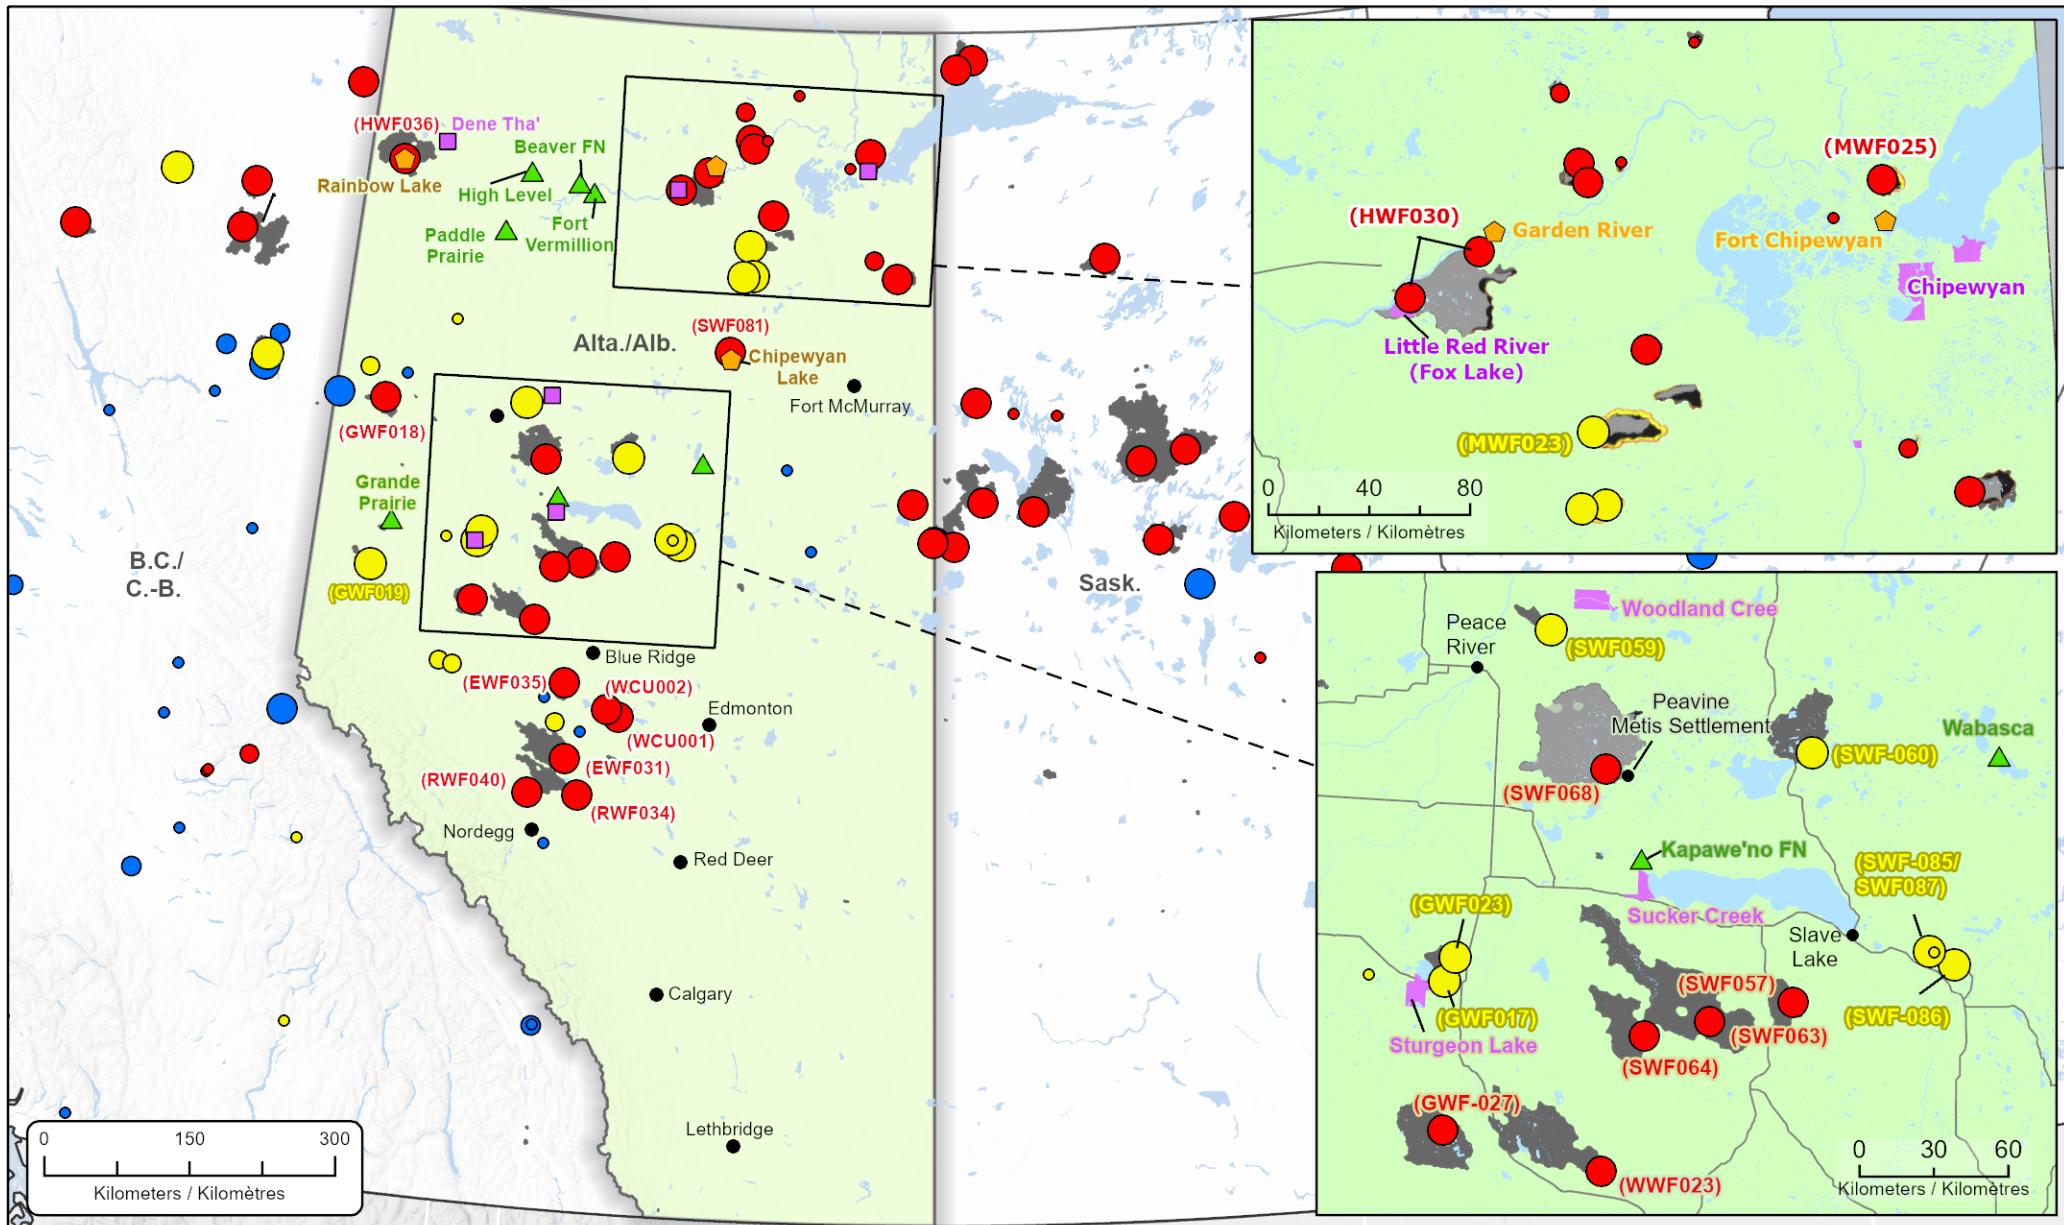 (HWF036)
Dene Tha'
Beaver FN
Rainbow Lake
High Level
Fort
Vermillion
Paddle
Prairie
Alta./Alb.
(SWF081)
Chipewyan
Lake
Fort McMurray
(GWF018)
Grande
Prairie
(GWF019)
B.C./
C.-B.
Sask.
Blue Ridge
(EWF035)
(WCU002)
Edmonton
(WCU001)
(EWF031)
(RWF040)
(RWF034)
Nordegg
Red Deer
Calgary
Lethbridge
0 150 300
Kilometers / Kilomètres
(MWF025)
(HWF030)
Garden River
Fort Chipewyan
Chipewyan
Little Red River
(Fox Lake)
(MWF023)
0 40 80
Kilometers / Kilomètres
Woodland Cree
Peace
River
(SWF059)
Peavine
Metis Settlement
Wabasca
(SWF-060)
(SWF068)
Kapawe'no FN
(SWF-085/
SWF087)
(GWF023)
Sucker Creek
Slave
Lake
(SWF057)
(GWF017)
(SWF063)
(SWF-086)
Sturgeon Lake
(SWF064)
(GWF-027)
(WWF023)
0 30 60
Kilometers / Kilomètres